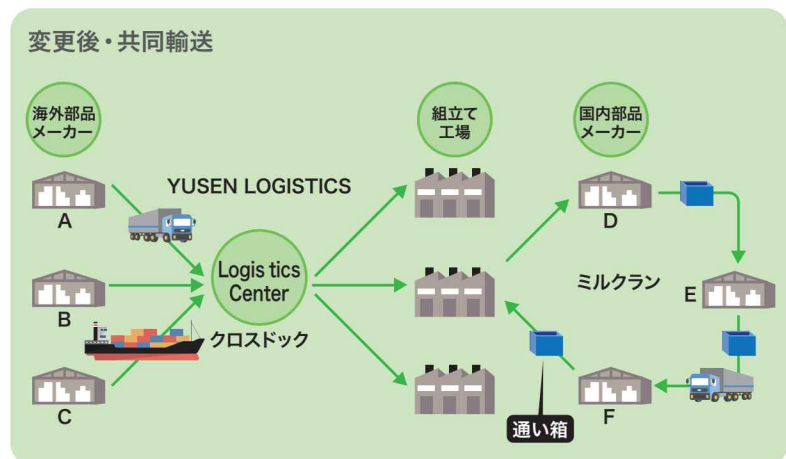 変更後・共同輸送
海外部品
メーカー
組立て
工場
国内部品
メーカー
YUSEN LOGISTICS
A
D
Logis tics
Center
B
ミルクラン
E
クロスドック
C
F
通い箱